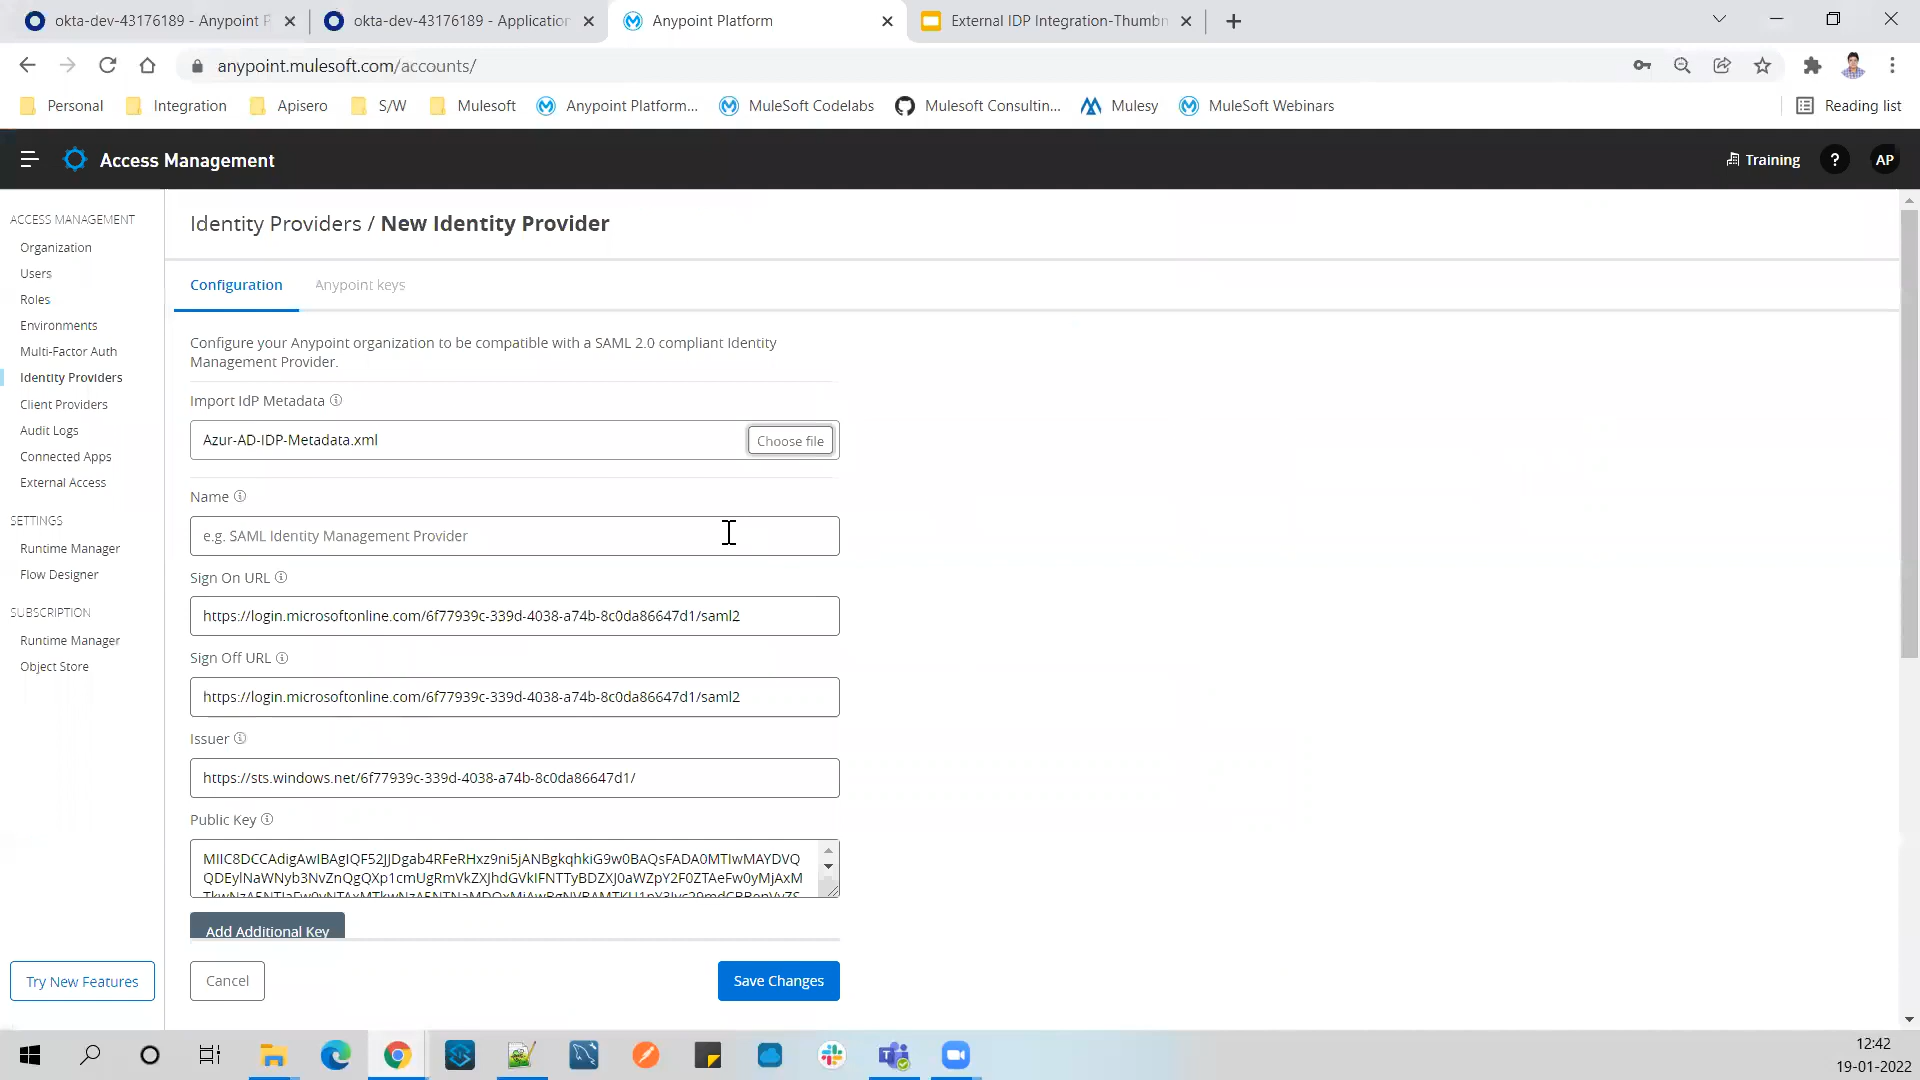 okta-dev-43176189 - Anypoint P
okta-dev-43176189 - Application
Anypoint Platform
External IDP Integration-Thumbn
anypoint.mulesoft.com/accounts/
Personal
Integration
Apisero
S/W
Mulesoft
Anypoint Platform...
MuleSoft Codelabs
Mulesoft Consultin...
Mulesy
MuleSoft Webinars
Reading list
Access Management
Training
?
AP
ACCESS MANAGEMENT
Organization
Users
Roles
Environments
Multi-Factor Auth
Identity Providers
Client Providers
Audit Logs
Connected Apps
External Access
SETTINGS
Runtime Manager
Flow Designer
SUBSCRIPTION
Runtime Manager
Object Store
Try New Features
Identity Providers / New Identity Provider
Configuration
Anypoint keys
Configure your Anypoint organization to be compatible with a SAML 2.0 compliant Identity
Management Provider.
Import IdP Metadata
Azur-AD-IDP-Metadata.xml
Choose file
Name
e.g. SAML Identity Management Provider
Sign On URL
https://login.microsoftonline.com/6f77939c-339d-4038-a74b-8c0da86647d1/saml2
Sign Off URL
https://login.microsoftonline.com/6f77939c-339d-4038-a74b-8c0da86647d1/saml2
Issuer
https://sts.windows.net/6f77939c-339d-4038-a74b-8c0da86647d1/
Public Key
MIIC8DCCAdigAwIBAgIQF52JJDgab4RFeRHxz9ni5jANBgkqhkiG9w0BAQsFADA0MTIwMAYDVQ
QDEylNaWNyb3NvZnQgQXp1cmUgRmVkZXJhdGVkIFNTTyBDZXJ0aWZpY2F0ZTAeFw0yMjAxM
Add Additional Key
Cancel
Save Changes
12:42
19-01-2022